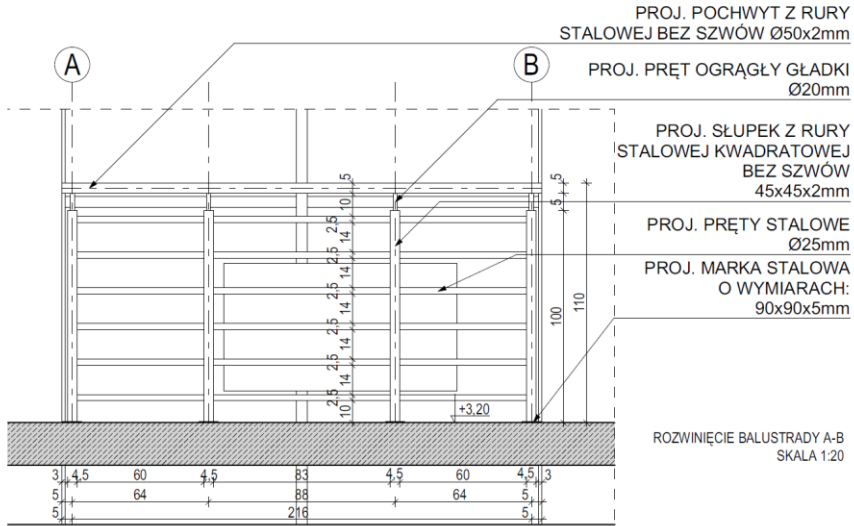 PROJ. POCHWYT Z RURY
STALOWEJ BEZ SZWÓW Ø50x2mm
A
B
PROJ. PRĘT OGRĄGŁY GŁADKI
Ø20mm
PROJ. SŁUPEK Z RURY
STALOWEJ KWADRATOWEJ
BEZ SZWÓW
45x45x2mm
PROJ. PRĘTY STALOWE
Ø25mm
PROJ. MARKA STALOWA
O WYMIARACH:
90x90x5mm
5
10
2,5
14
2,5
14
2,5
14
2,5
14
2,5
14
2,5
10
5
5
100
110
+3,20
ROZWINIĘCIE BALUSTRADY A-B
SKALA 1:20
3 4,5 60 4,5 83 4,5 60 4,5 3
5 64 88 64 5
5 216 5